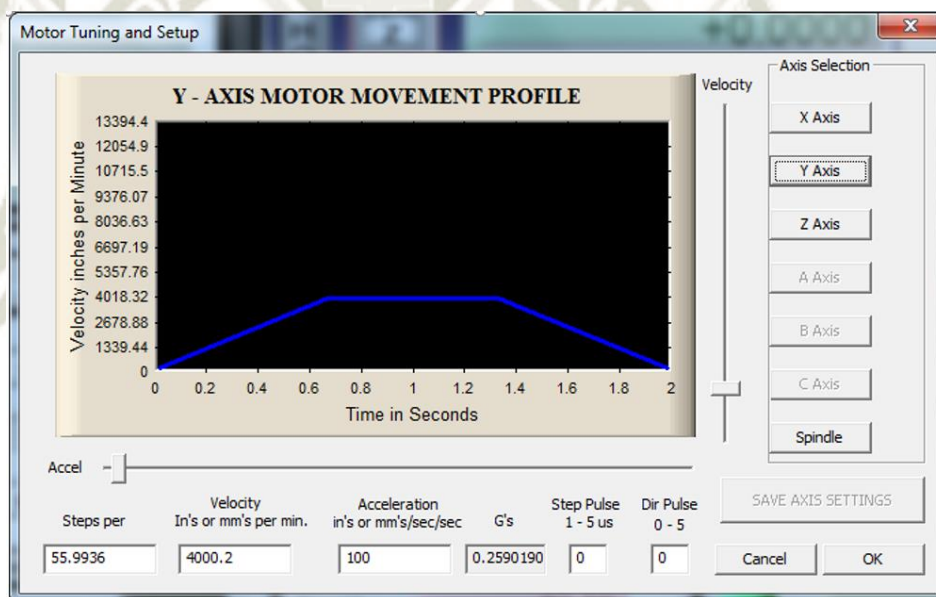 Motor Tuning and Setup
+0.0000
Z
Y - AXIS MOTOR MOVEMENT PROFILE
Velocity inches per Minute
13394.4
12054.9
10715.5
9376.07
8036.63
6697.19
5357.76
4018.32
2678.88
1339.44
0
0 0.2 0.4 0.6 0.8 1 1.2 1.4 1.6 1.8 2
Time in Seconds
Velocity
Axis Selection
X Axis
Y Axis
Z Axis
A Axis
B Axis
C Axis
Spindle
Accel
Steps per
55.9936
Velocity
In's or mm's per min.
4000.2
Acceleration
in's or mm's/sec/sec
100
G's
0.2590190
Step Pulse
1 - 5 us
0
Dir Pulse
0 - 5
0
SAVE AXIS SETTINGS
Cancel
OK